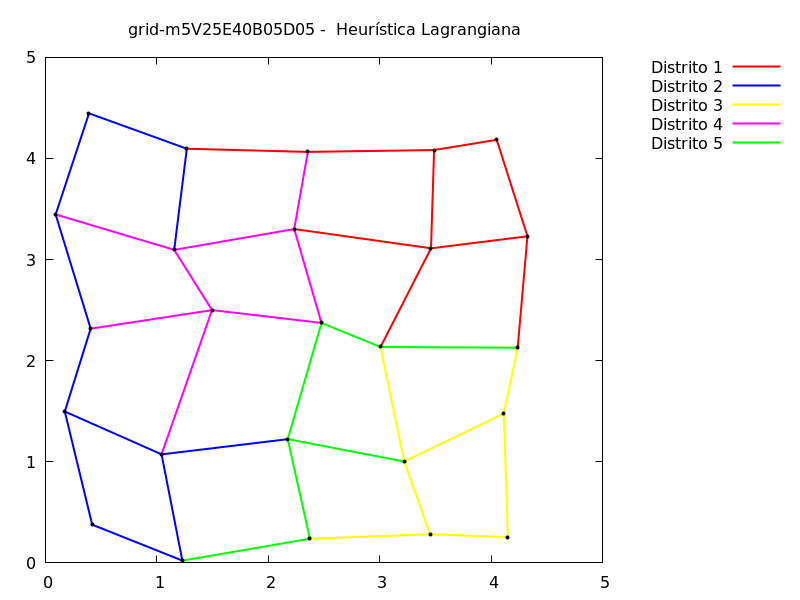 grid-m5V25E40B05D05 - Heurística Lagrangiana
5
4
3
2
1
0
0 1 2 3 4 5
Distrito 1
Distrito 2
Distrito 3
Distrito 4
Distrito 5